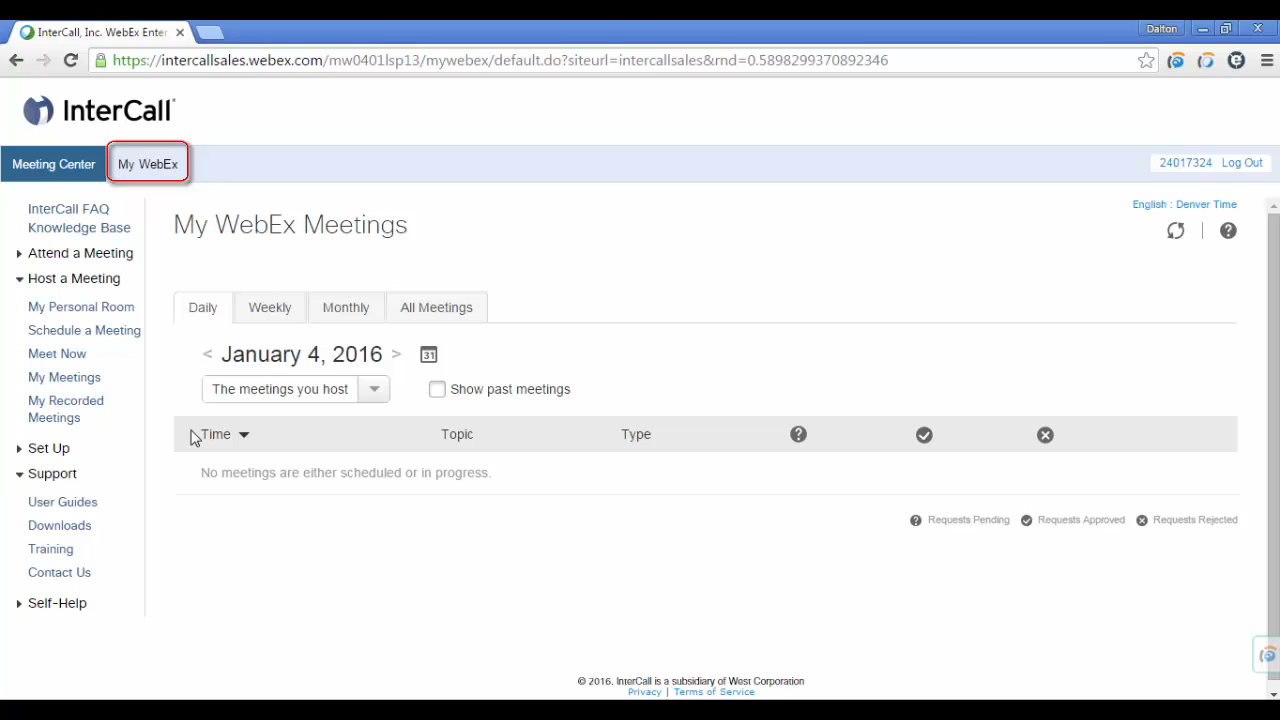 InterCall, Inc. WebEx Enter
Dalton
https://intercallsales.webex.com/mw0401lsp13/mywebex/default.do?siteurl=intercallsales&rnd=0.5898299370892346
InterCall
Meeting Center
My WebEx
24017324 Log Out
InterCall FAQ
Knowledge Base
Attend a Meeting
Host a Meeting
My Personal Room
Schedule a Meeting
Meet Now
My Meetings
My Recorded
Meetings
Set Up
Support
User Guides
Downloads
Training
Contact Us
Self-Help
English : Denver Time
My WebEx Meetings
Daily Weekly Monthly All Meetings
< January 4, 2016 > 31
The meetings you host
Show past meetings
Time Topic Type
No meetings are either scheduled or in progress.
Requests Pending Requests Approved Requests Rejected
© 2016. InterCall is a subsidiary of West Corporation
Privacy | Terms of Service